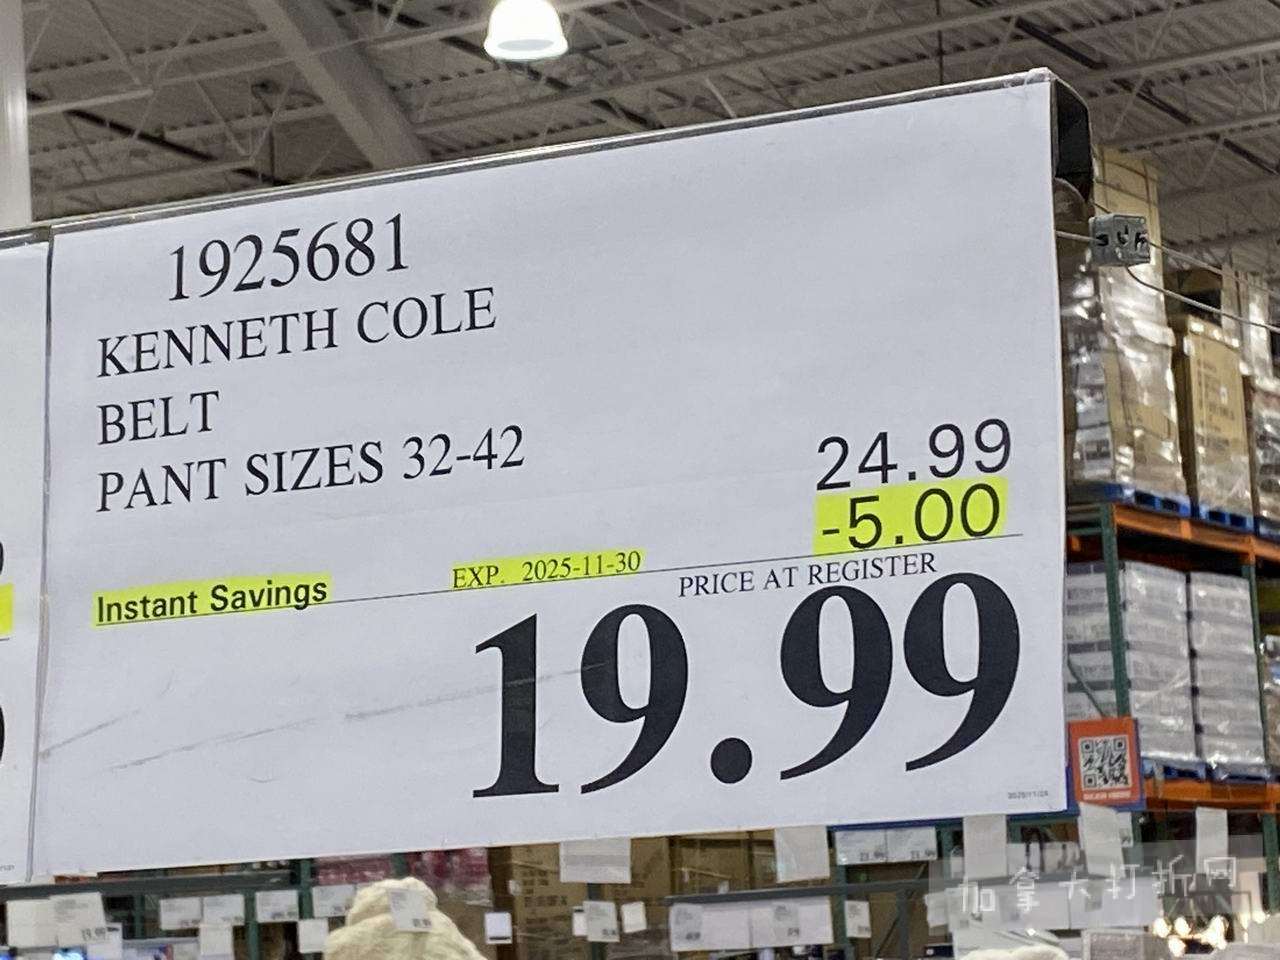 1925681
KENNETH COLE
BELT
PANT SIZES 32-42
24.99
-5.00
Instant Savings
EXP. 2025-11-30
PRICE AT REGISTER
19.99
加拿大打折网